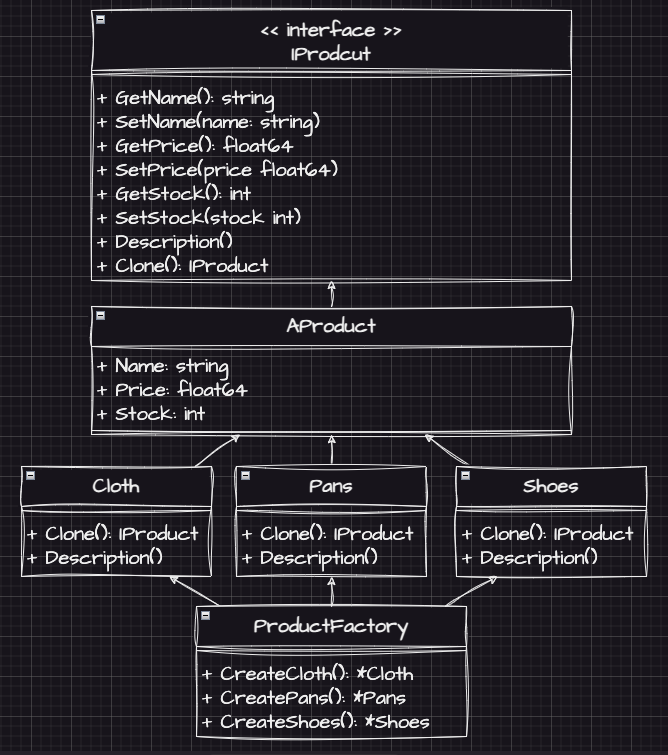 << interface >>
IProdcut
+ GetName(): string
+ SetName(name: string)
+ GetPrice(): float64
+ SetPrice(price float64)
+ GetStock(): int
+ SetStock(stock int)
+ Description()
+ Clone(): IProduct
AProduct
+ Name: string
+ Price: float64
+ Stock: int
Cloth
+ Clone(): IProduct
+ Description()
Pans
+ Clone(): IProduct
+ Description()
Shoes
+ Clone(): IProduct
+ Description()
ProductFactory
+ CreateCloth(): *Cloth
+ CreatePans(): *Pans
+ CreateShoes(): *Shoes